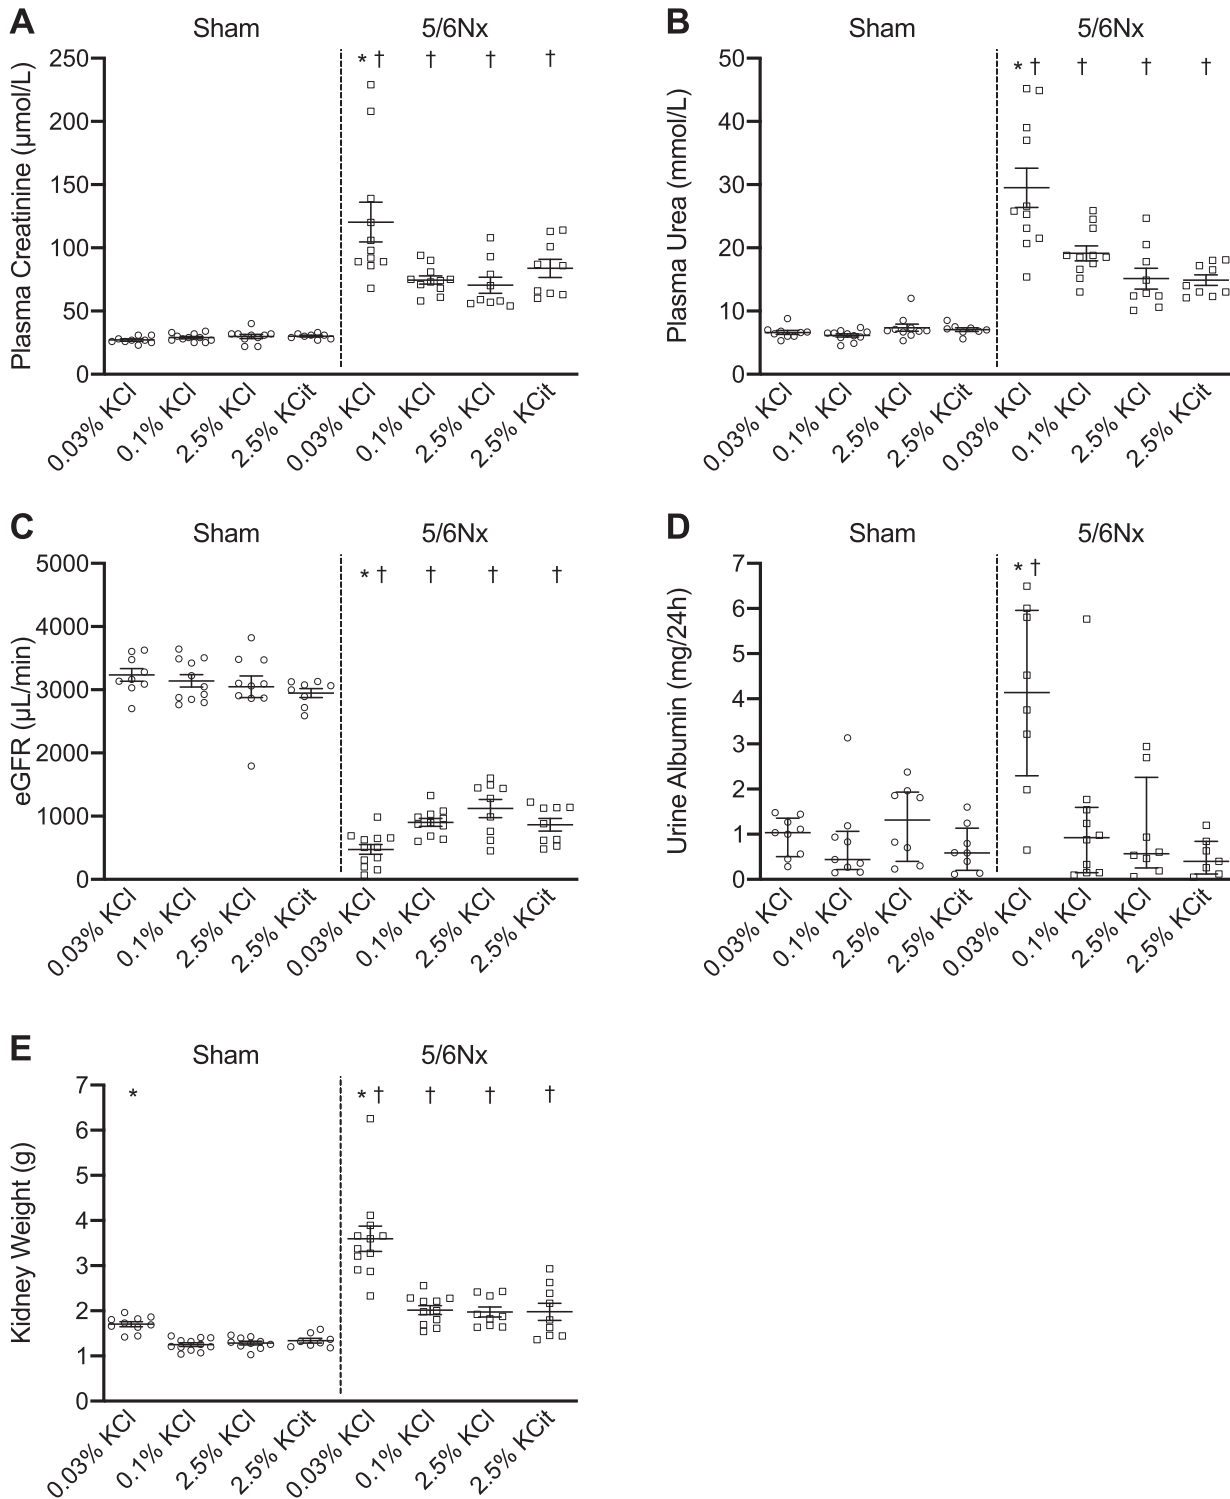 A
Sham 5/6Nx
* † † † †
Plasma Creatinine (µmol/L)
250
200
150
100
50
0
0.03% KCl 0.1% KCl 2.5% KCl 2.5% KCit 0.03% KCl 0.1% KCl 2.5% KCl 2.5% KCit
B
Sham 5/6Nx
* † † † †
Plasma Urea (mmol/L)
50
40
30
20
10
0
0.03% KCl 0.1% KCl 2.5% KCl 2.5% KCit 0.03% KCl 0.1% KCl 2.5% KCl 2.5% KCit
C
Sham 5/6Nx
* † † † †
eGFR (µL/min)
5000
4000
3000
2000
1000
0
0.03% KCl 0.1% KCl 2.5% KCl 2.5% KCit 0.03% KCl 0.1% KCl 2.5% KCl 2.5% KCit
D
Sham 5/6Nx
* †
Urine Albumin (mg/24h)
7
6
5
4
3
2
1
0
0.03% KCl 0.1% KCl 2.5% KCl 2.5% KCit 0.03% KCl 0.1% KCl 2.5% KCl 2.5% KCit
E
Sham 5/6Nx
* * † † † †
Kidney Weight (g)
7
6
5
4
3
2
1
0
0.03% KCl 0.1% KCl 2.5% KCl 2.5% KCit 0.03% KCl 0.1% KCl 2.5% KCl 2.5% KCit